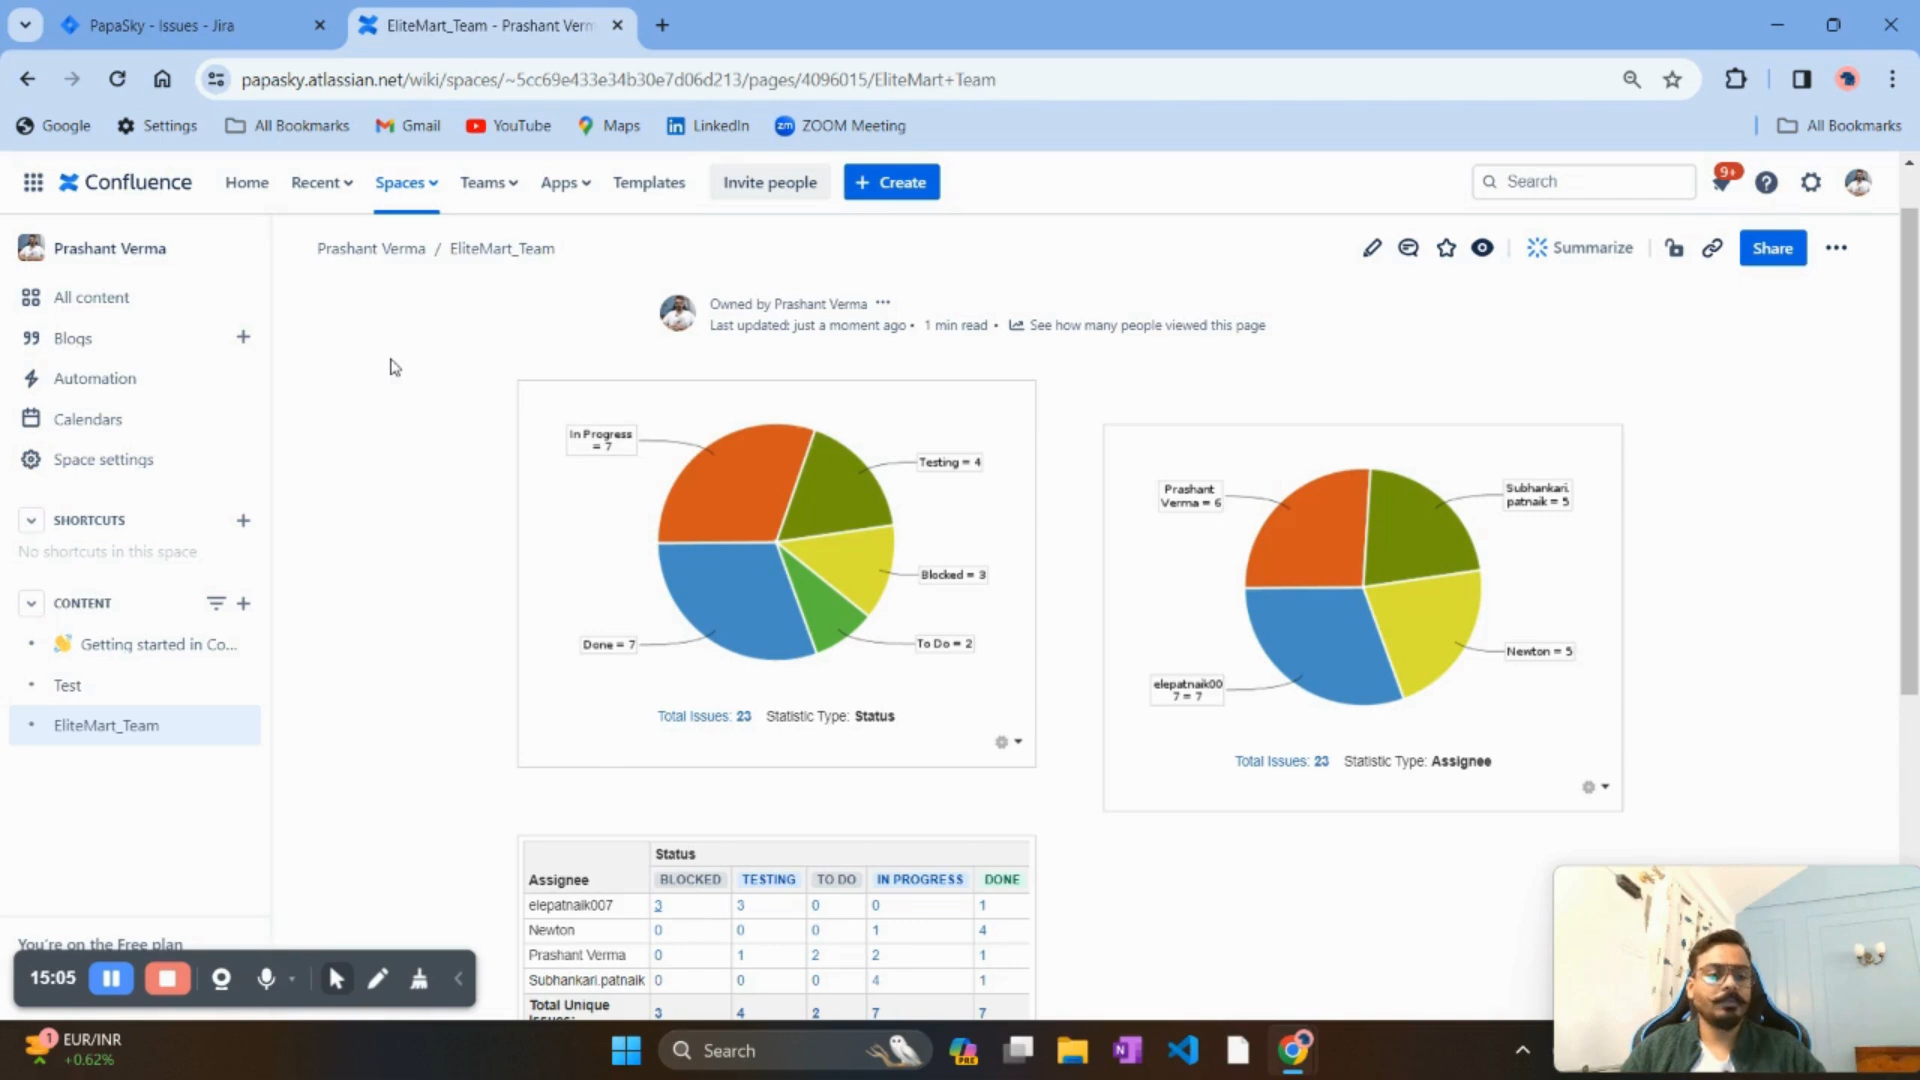 PapaSky - Issues - Jira
EliteMart_Team - Prashant Verm
papasky.atlassian.net/wiki/spaces/~5cc69e433e34b30e7d06d213/pages/4096015/EliteMart+Team
Google Settings All Bookmarks Gmail YouTube Maps LinkedIn zm ZOOM Meeting All Bookmarks
Confluence Home Recent Spaces Teams Apps Templates Invite people + Create Search 9+
Prashant Verma
All content
Blogs
Automation
Calendars
Space settings
SHORTCUTS
No shortcuts in this space
CONTENT
Getting started in Co...
Test
EliteMart_Team
You're on the Free plan
Prashant Verma / EliteMart_Team
Summarize Share
Owned by Prashant Verma
Last updated: just a moment ago • 1 min read • See how many people viewed this page
In Progress
= 7
Testing = 4
Blocked = 3
Done = 7
To Do = 2
Total Issues: 23 Statistic Type: Status
Prashant
Verma = 6
Subhankari.
patnaik = 5
Newton = 5
elepatnaik00
7 = 7
Total Issues: 23 Statistic Type: Assignee
Status
Assignee BLOCKED TESTING TO DO IN PROGRESS DONE
elepatnaik007 3 3 0 0 1
Newton 0 0 0 1 4
Prashant Verma 0 1 2 2 1
Subhankari.patnaik 0 0 0 4 1
Total Unique
Issues: 3 4 2 7 7
15:05
1
EUR/INR
+0.62%
Search
PRE